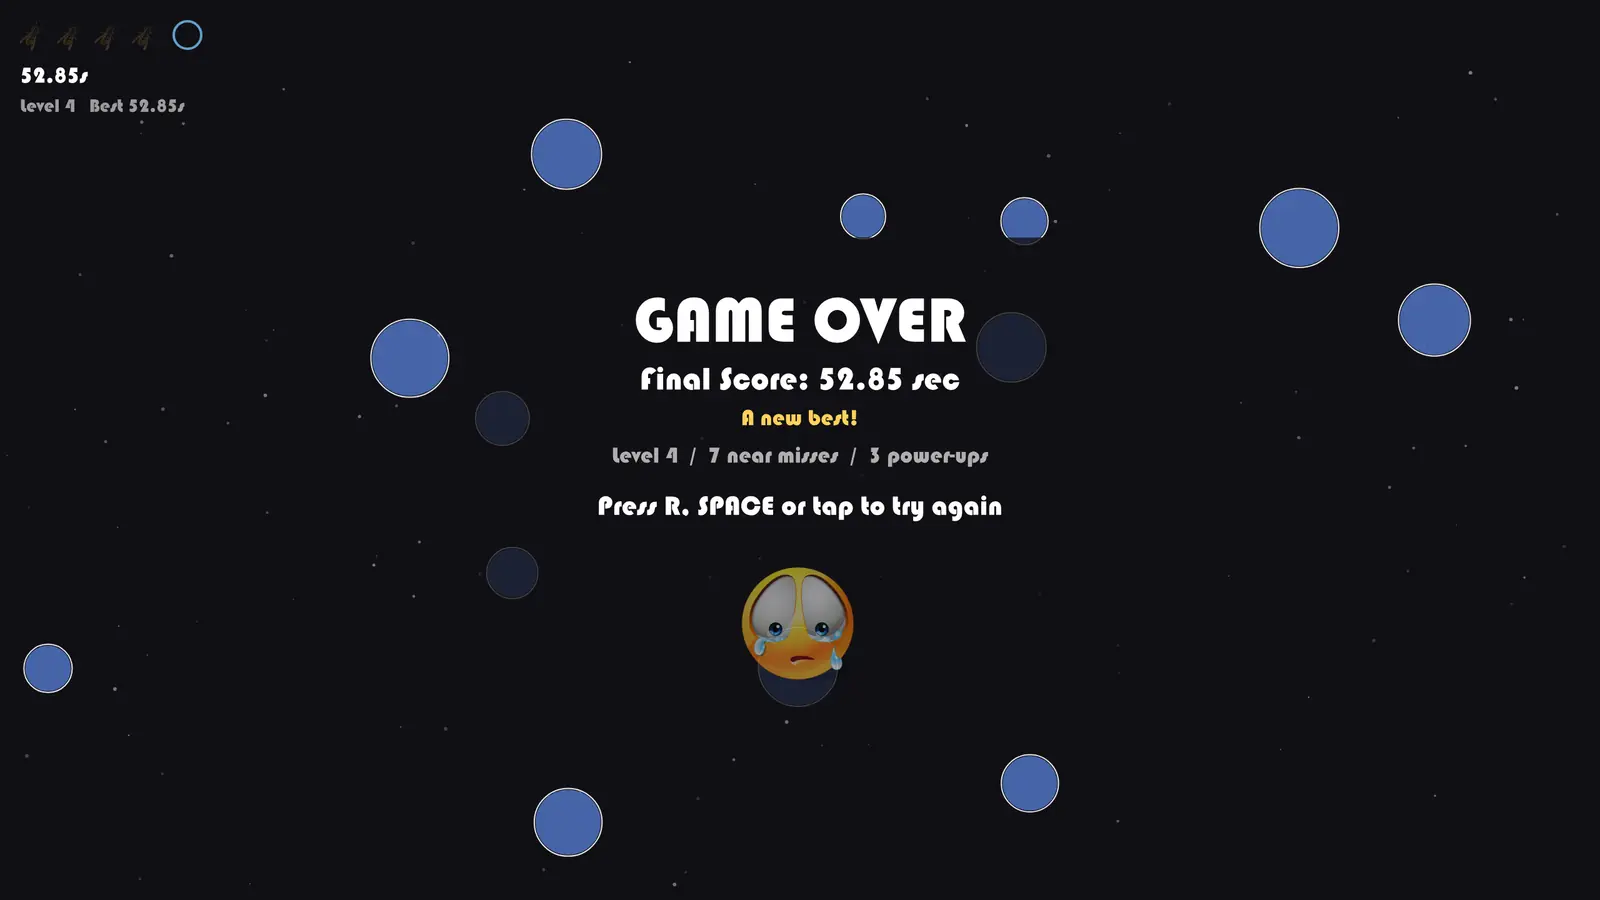 52.85s
Level 4 Best 52.85s
GAME OVER
Final Score: 52.85 sec
A new best!
Level 4 / 7 near misses / 3 power-ups
Press R, SPACE or tap to try again